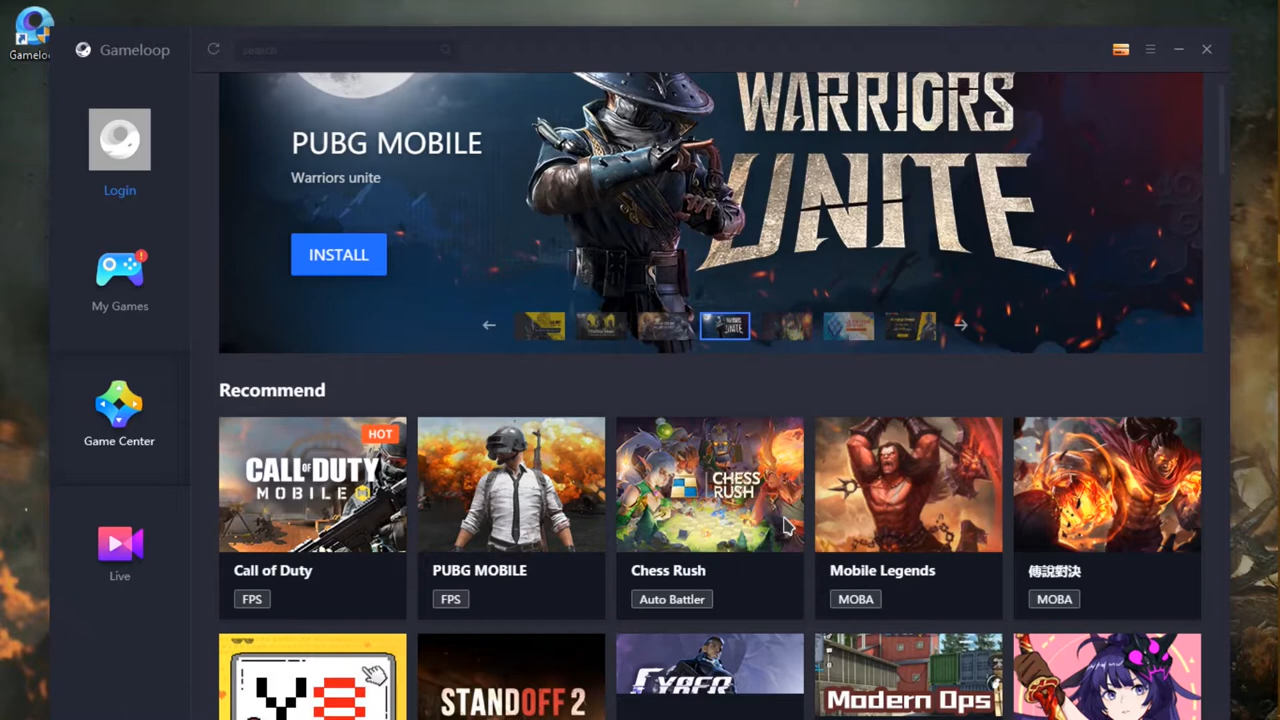 Gameloop
search
WARRIORS
UNITE
PUBG MOBILE
Warriors unite
INSTALL
Login
My Games
Game Center
Live
Recommend
HOT
CALL OF DUTY
MOBILE
CHESS
RUSH
Call of Duty
PUBG MOBILE
Chess Rush
Mobile Legends
傳說對決
FPS
FPS
Auto Battler
MOBA
MOBA
STANDOFF 2
CYBER
Modern Ops